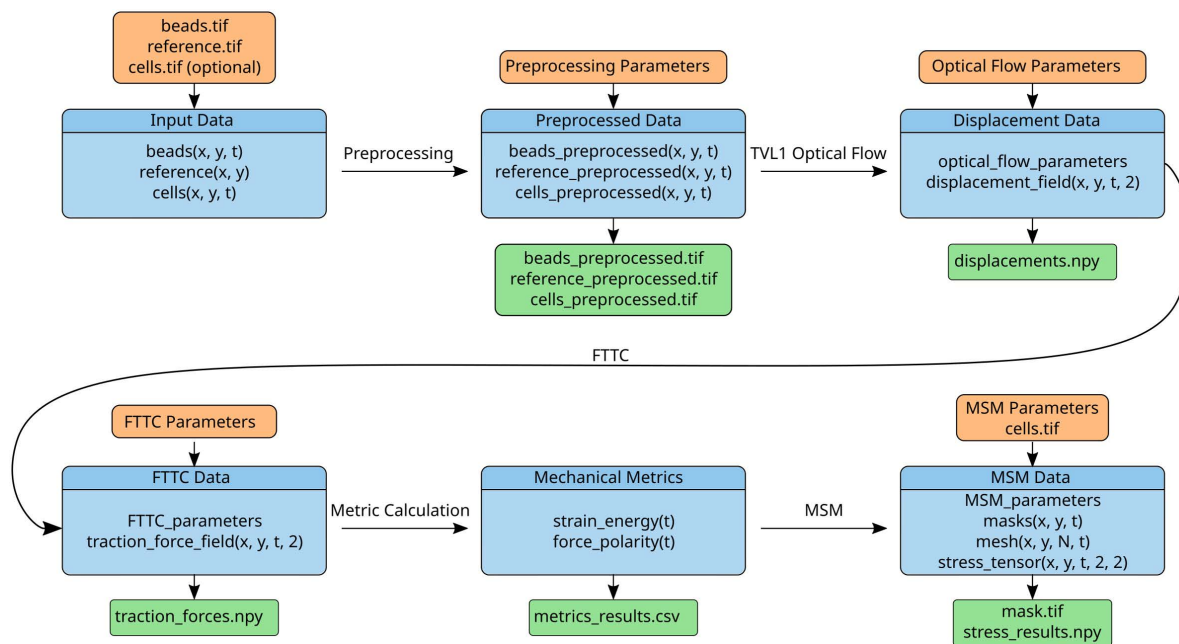 beads.tif
reference.tif
cells.tif (optional)
Input Data
beads(x, y, t)
reference(x, y)
cells(x, y, t)
Preprocessing
Preprocessing Parameters
Preprocessed Data
beads_preprocessed(x, y, t)
reference_preprocessed(x, y, t)
cells_preprocessed(x, y, t)
beads_preprocessed.tif
reference_preprocessed.tif
cells_preprocessed.tif
TVL1 Optical Flow
Optical Flow Parameters
Displacement Data
optical_flow_parameters
displacement_field(x, y, t, 2)
displacements.npy
FTTC
FTTC Parameters
FTTC Data
FTTC_parameters
traction_force_field(x, y, t, 2)
traction_forces.npy
Metric Calculation
Mechanical Metrics
strain_energy(t)
force_polarity(t)
metrics_results.csv
MSM
MSM Parameters
cells.tif
MSM Data
MSM_parameters
masks(x, y, t)
mesh(x, y, N, t)
stress_tensor(x, y, t, 2, 2)
mask.tif
stress_results.npy